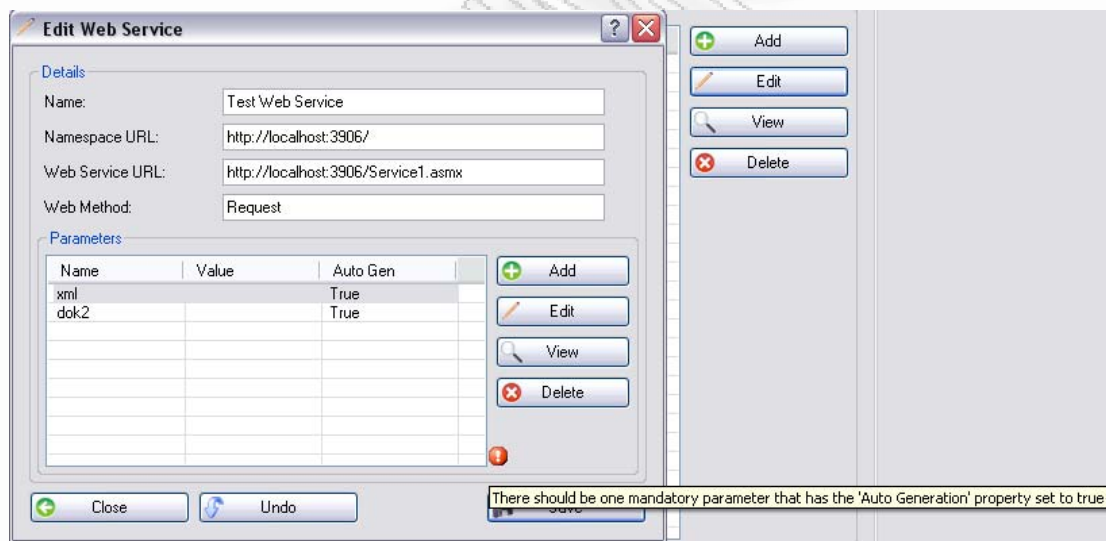 Edit Web Service
Add
Edit
View
Delete
Details
Name: Test Web Service
Namespace URL: http://localhost:3906/
Web Service URL: http://localhost:3906/Service1.asmx
Web Method: Request
Parameters
Name Value Auto Gen
xml True
dok2 True
Add
Edit
View
Delete
There should be one mandatory parameter that has the 'Auto Generation' property set to true
Close Undo Save